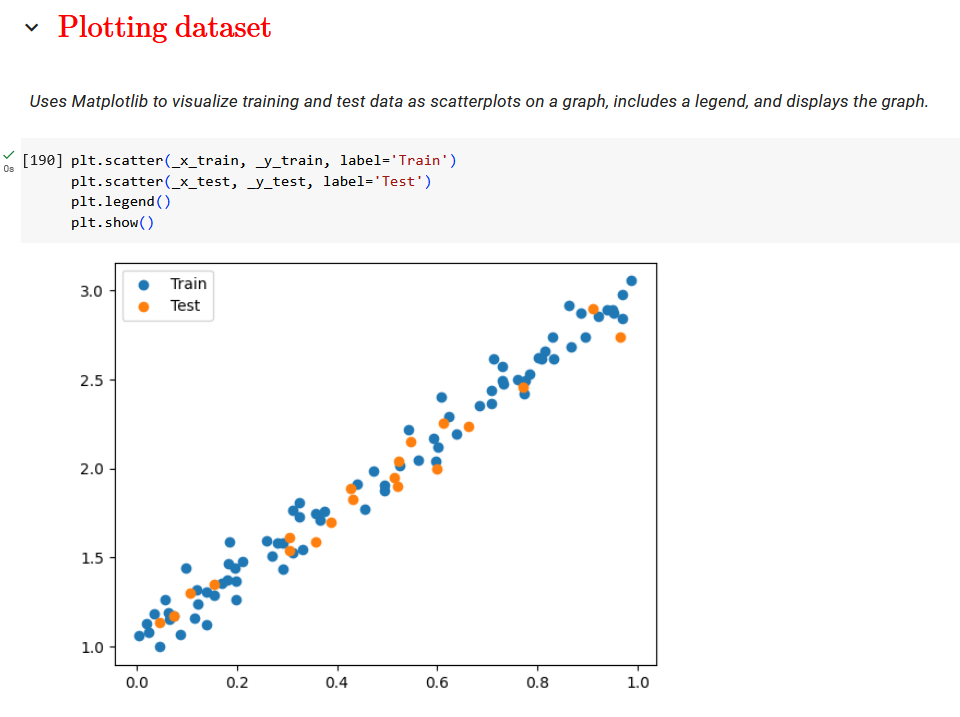 Plotting dataset
Uses Matplotlib to visualize training and test data as scatterplots on a graph, includes a legend, and displays the graph.
0s
[190] plt.scatter(_x_train, _y_train, label='Train')
plt.scatter(_x_test, _y_test, label='Test')
plt.legend()
plt.show()
Train
Test
3.0
2.5
2.0
1.5
1.0
0.0 0.2 0.4 0.6 0.8 1.0